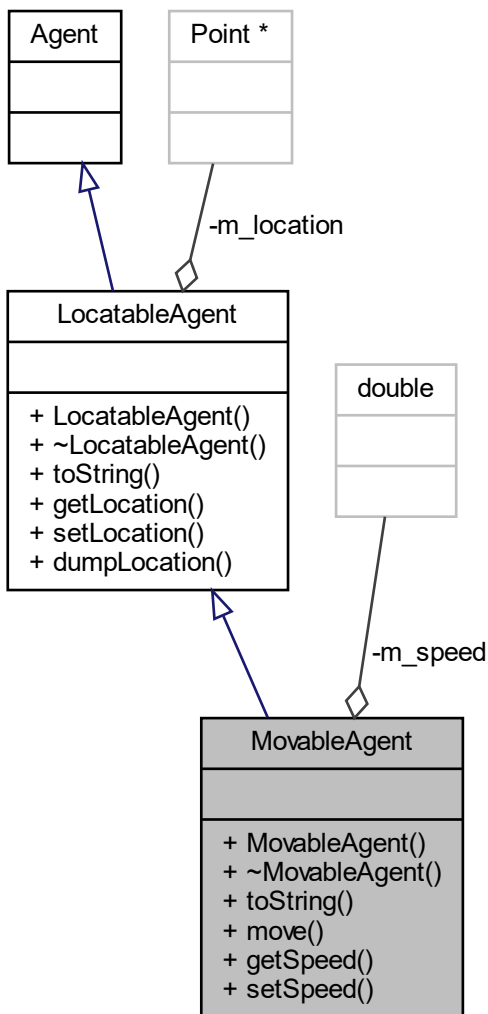 Agent
Point *
-m_location
LocatableAgent
+ LocatableAgent()
+ ~LocatableAgent()
+ toString()
+ getLocation()
+ setLocation()
+ dumpLocation()
double
-m_speed
MovableAgent
+ MovableAgent()
+ ~MovableAgent()
+ toString()
+ move()
+ getSpeed()
+ setSpeed()